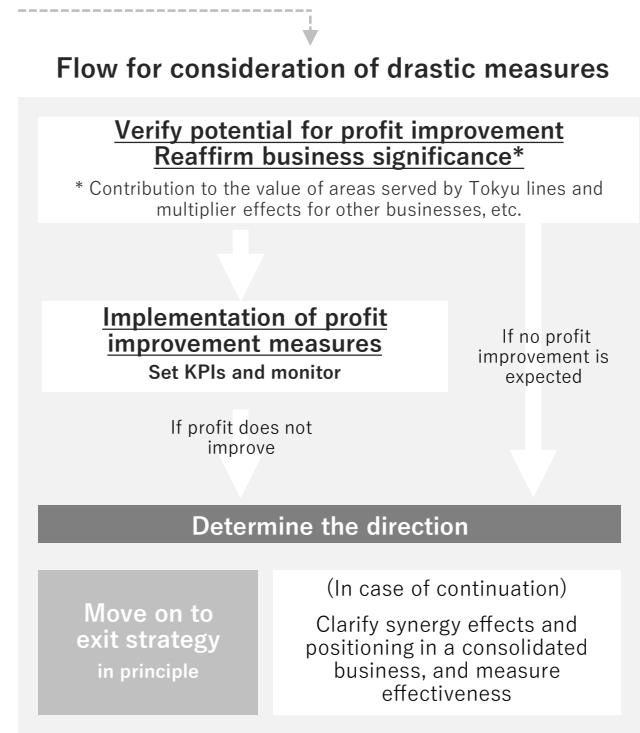 Flow for consideration of drastic measures
Verify potential for profit improvement
Reaffirm business significance*
* Contribution to the value of areas served by Tokyu lines and
multiplier effects for other businesses, etc.
Implementation of profit
improvement measures
Set KPIs and monitor
If no profit
improvement is
expected
If profit does not
improve
Determine the direction
Move on to
exit strategy
in principle
(In case of continuation)
Clarify synergy effects and
positioning in a consolidated
business, and measure
effectiveness